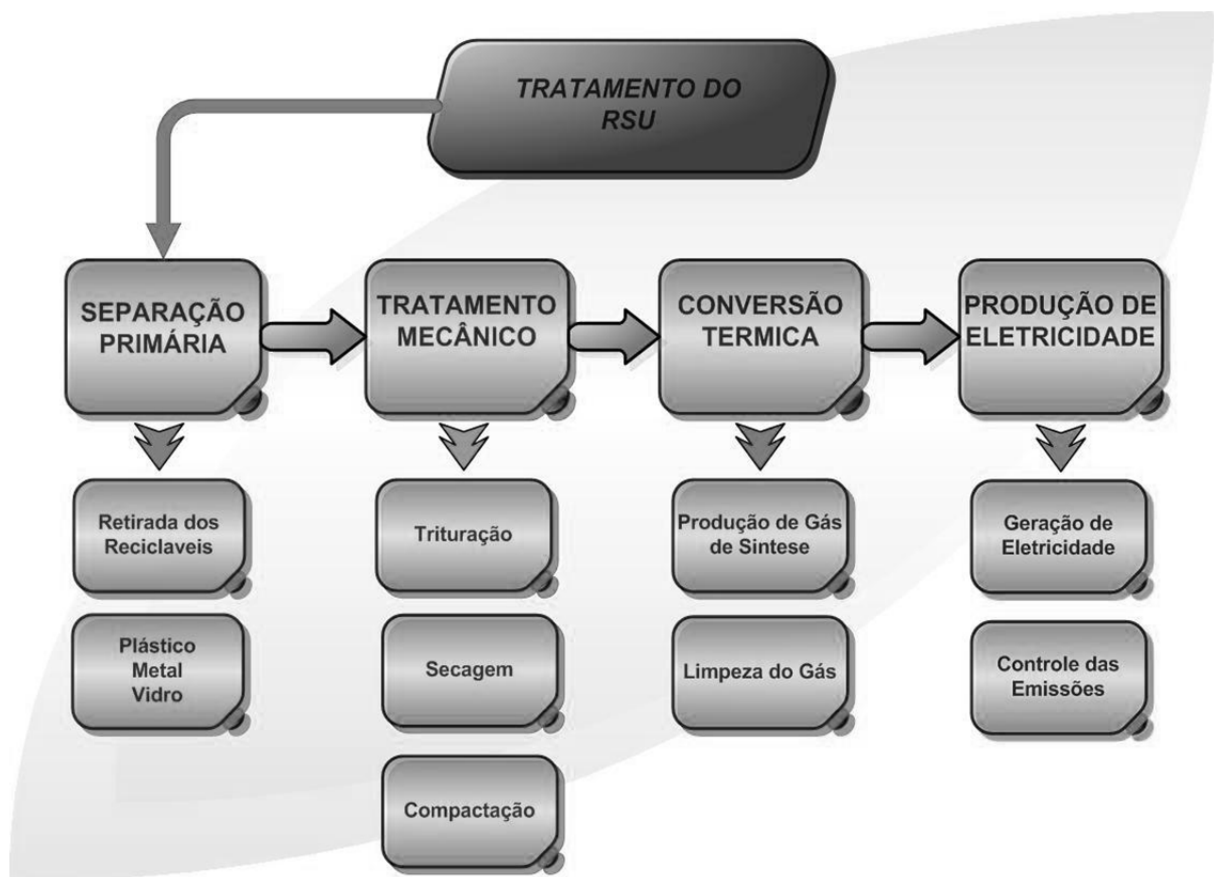 TRATAMENTO DO
RSU
SEPARAÇÃO
PRIMÁRIA
TRATAMENTO
MECÂNICO
CONVERSÃO
TERMICA
PRODUÇÃO DE
ELETRICIDADE
Retirada dos
Reciclaveis
Trituração
Produção de Gás
de Sintese
Geração de
Eletricidade
Plástico
Metal
Vidro
Secagem
Limpeza do Gás
Controle das
Emissões
Compactação